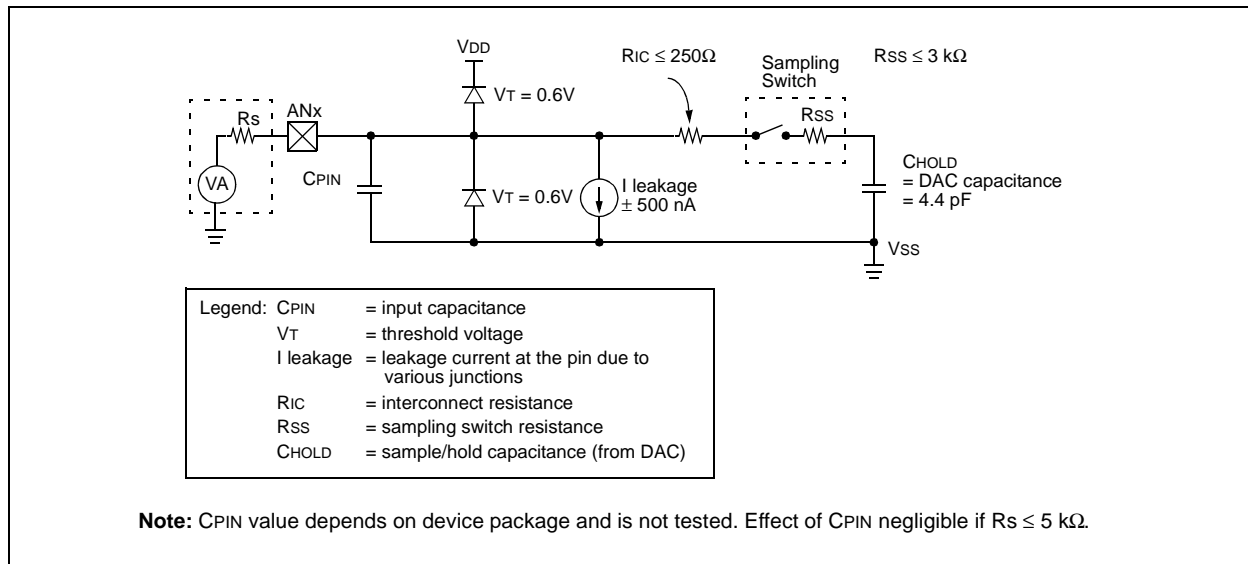 VDD
RIC ≤ 250Ω
Sampling
Switch
RSS ≤ 3 kΩ
VT = 0.6V
Rs
ANx
RSS
VA
CPIN
VT = 0.6V
I leakage
± 500 nA
CHOLD
= DAC capacitance
= 4.4 pF
VSS
Legend: CPIN = input capacitance
VT = threshold voltage
I leakage = leakage current at the pin due to
various junctions
RIC = interconnect resistance
RSS = sampling switch resistance
CHOLD = sample/hold capacitance (from DAC)
Note: CPIN value depends on device package and is not tested. Effect of CPIN negligible if Rs ≤ 5 kΩ.